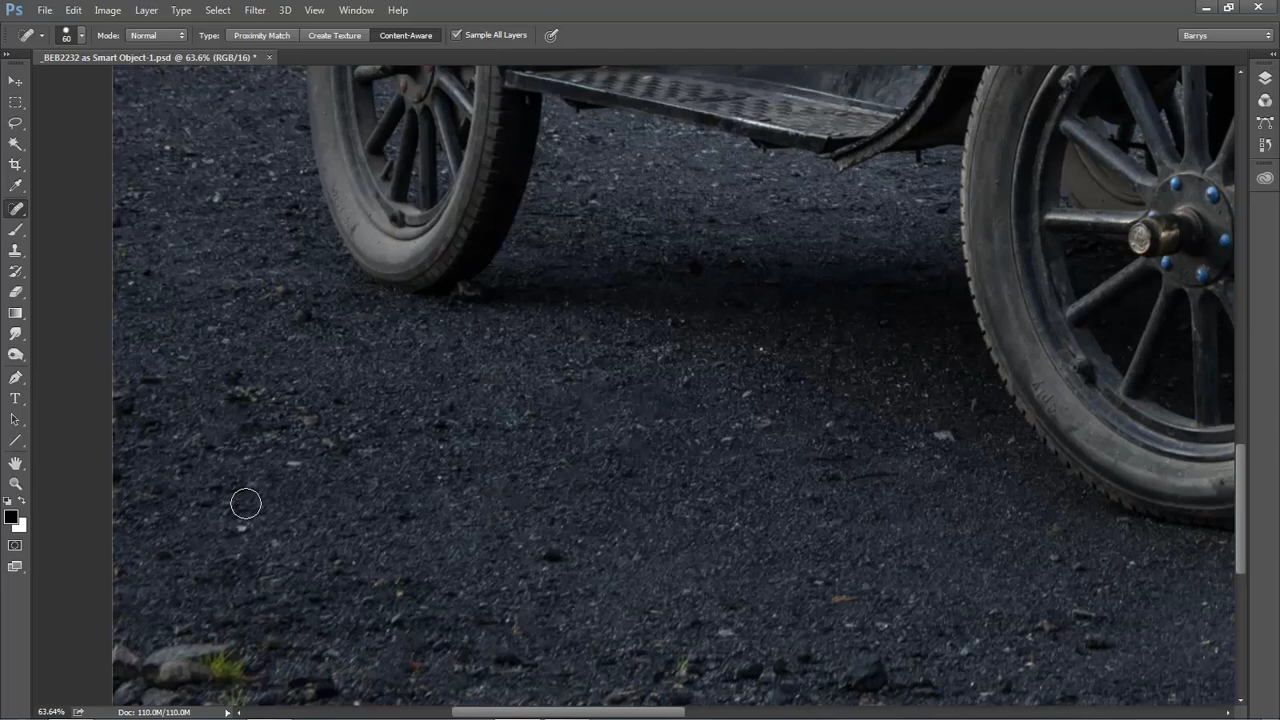 Ps File Edit Image Layer Type Select Filter 3D View Window Help
60 Mode: Normal Type: Proximity Match Create Texture Content-Aware Sample All Layers Barrys
_BEB2232 as Smart Object-1.psd @ 63.6% (RGB/16) * ×
63.64% Doc: 110.0M/110.0M